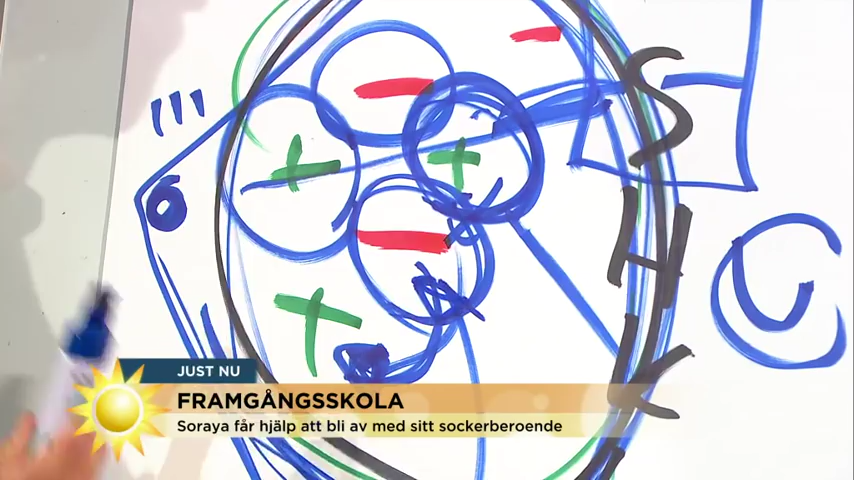 S
H
K
JUST NU
FRAMGÅNGSSKOLA
Soraya får hjälp att bli av med sitt sockerberoende